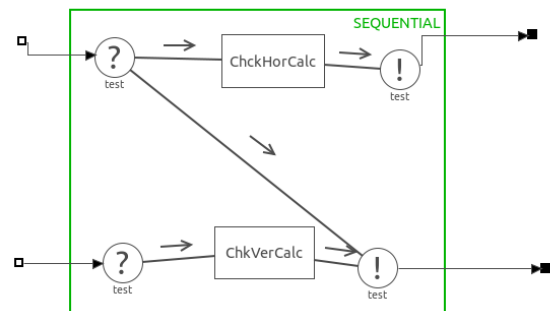 SEQUENTIAL
?
ChckHorCalc
!
test
test
?
ChkVerCalc
!
test
test